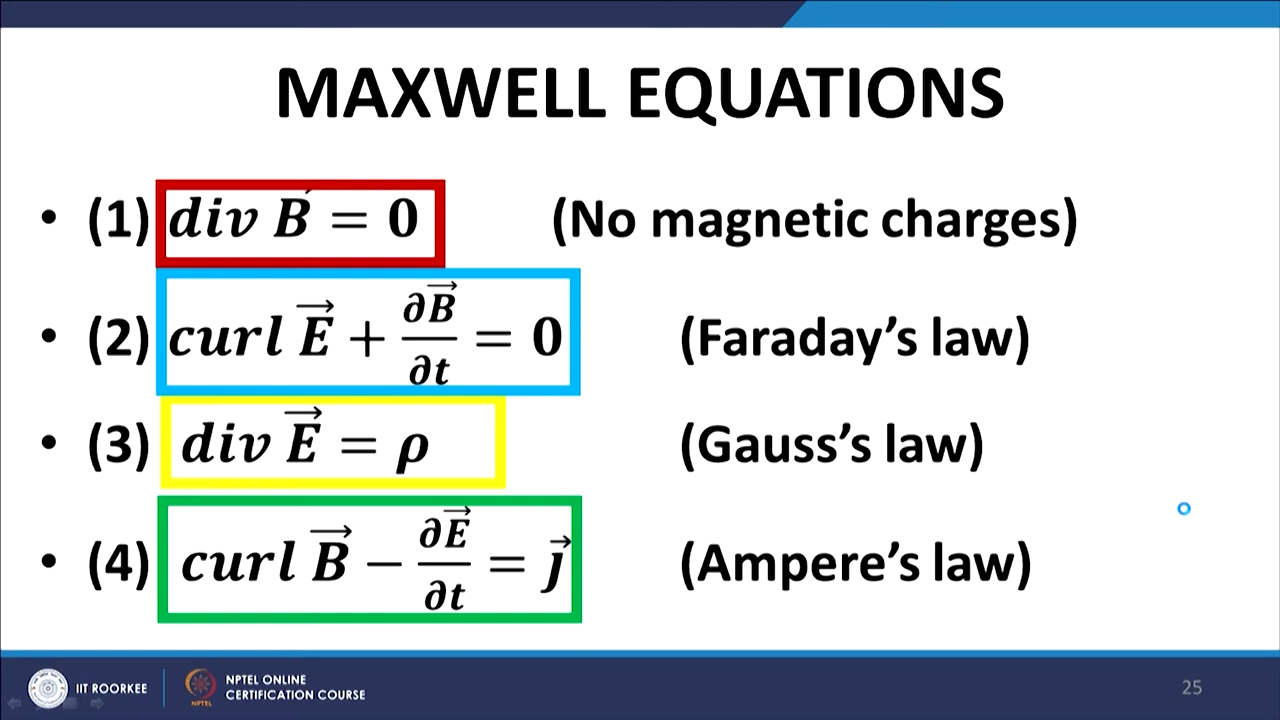 MAXWELL EQUATIONS
• (1) div B⃗ = 0 (No magnetic charges)
• (2) curl E⃗ + ∂B⃗/∂t = 0 (Faraday’s law)
• (3) div E⃗ = ρ (Gauss’s law)
• (4) curl B⃗ − ∂E⃗/∂t = j⃗ (Ampere’s law)
IIT ROORKEE
NPTEL
NPTEL ONLINE
CERTIFICATION COURSE
25